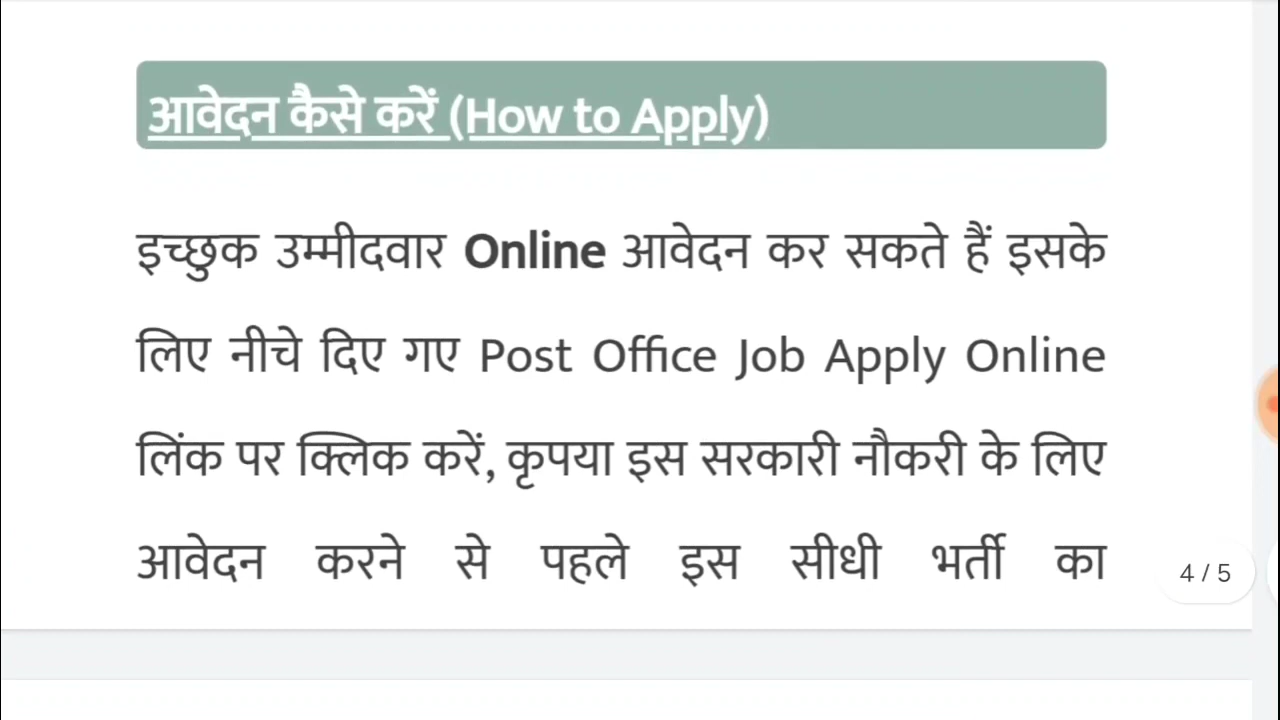 आवेदन कैसे करें (How to Apply)
इच्छुक उम्मीदवार Online आवेदन कर सकते हैं इसके
लिए नीचे दिए गए Post Office Job Apply Online
लिंक पर क्लिक करें, कृपया इस सरकारी नौकरी के लिए
आवेदन करने से पहले इस सीधी भर्ती का
4 / 5